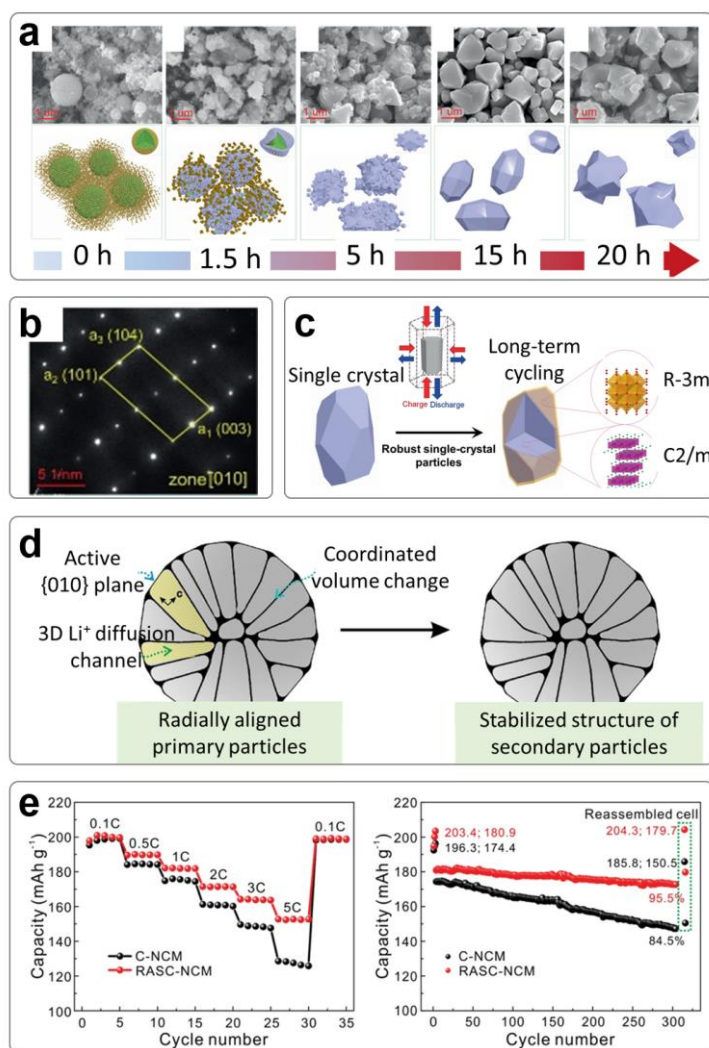 a
1 um
1 um
1 um
1 um
1 um
0 h
1.5 h
5 h
15 h
20 h
b
a₃ (104)
a₂ (101)
a₁ (003)
5 1/nm
zone[010]
c
Single crystal
Charge Discharge
Robust single-crystal
particles
Long-term
cycling
R-3m
C2/m
d
Active
{010} plane
c
3D Li⁺ diffusion
channel
Coordinated
volume change
Radially aligned
primary particles
Stabilized structure of
secondary particles
e
Capacity (mAh g⁻¹)
220
200
180
160
140
120
100
0.1C
0.5C
1C
2C
3C
5C
0.1C
C-NCM
RASC-NCM
0 5 10 15 20 25 30 35
Cycle number
Capacity (mAh g⁻¹)
220
200
180
160
140
120
100
203.4; 180.9
196.3; 174.4
Reassembled cell
204.3; 179.7
185.8; 150.5
95.5%
84.5%
C-NCM
RASC-NCM
0 50 100 150 200 250 300
Cycle number